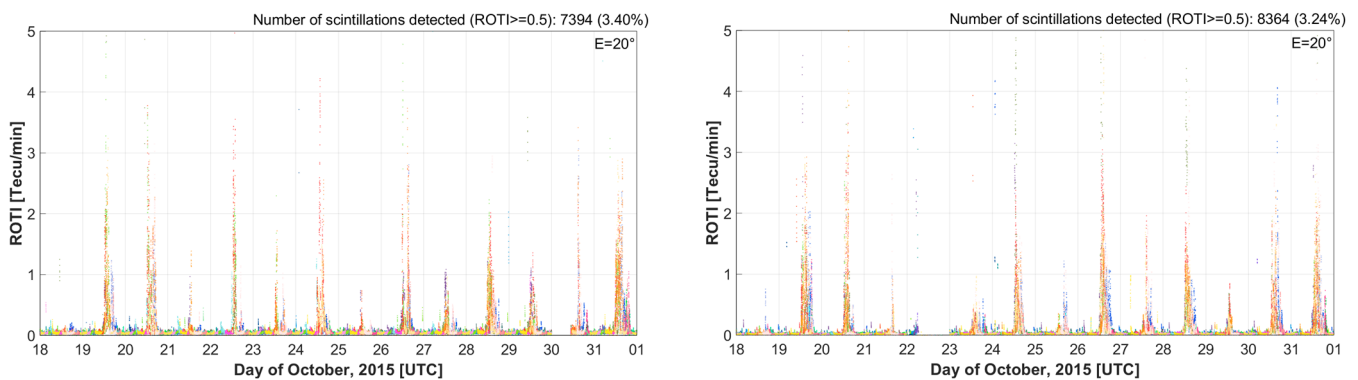 Number of scintillations detected (ROTI>=0.5): 7394 (3.40%)
E=20°
5
4
3
2
1
0
ROTI [Tecu/min]
18 19 20 21 22 23 24 25 26 27 28 29 30 31 01
Day of October, 2015 [UTC]
Number of scintillations detected (ROTI>=0.5): 8364 (3.24%)
E=20°
5
4
3
2
1
0
ROTI [Tecu/min]
18 19 20 21 22 23 24 25 26 27 28 29 30 31 01
Day of October, 2015 [UTC]